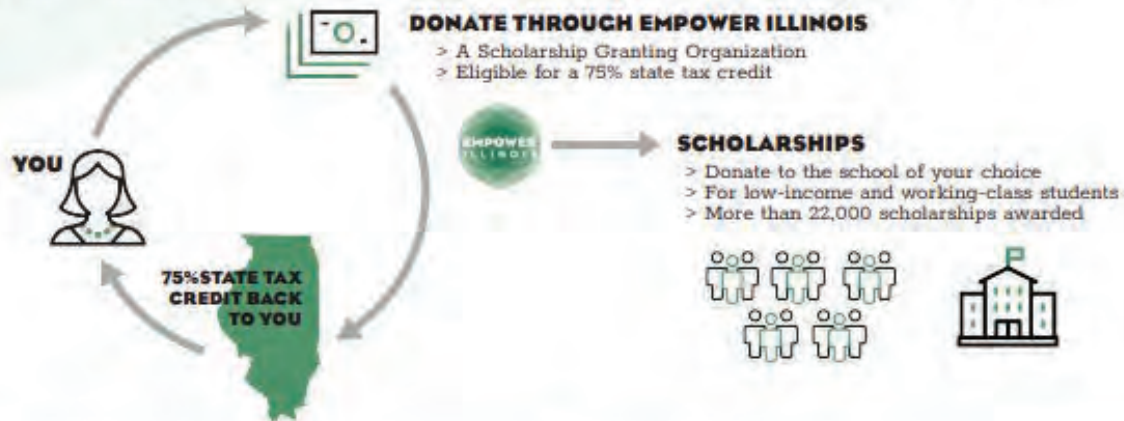 DONATE THROUGH EMPOWER ILLINOIS
> A Scholarship Granting Organization
> Eligible for a 75% state tax credit
EMPOWER
ILLINOIS
SCHOLARSHIPS
> Donate to the school of your choice
> For low-income and working-class students
> More than 22,000 scholarships awarded
YOU
75% STATE TAX
CREDIT BACK
TO YOU